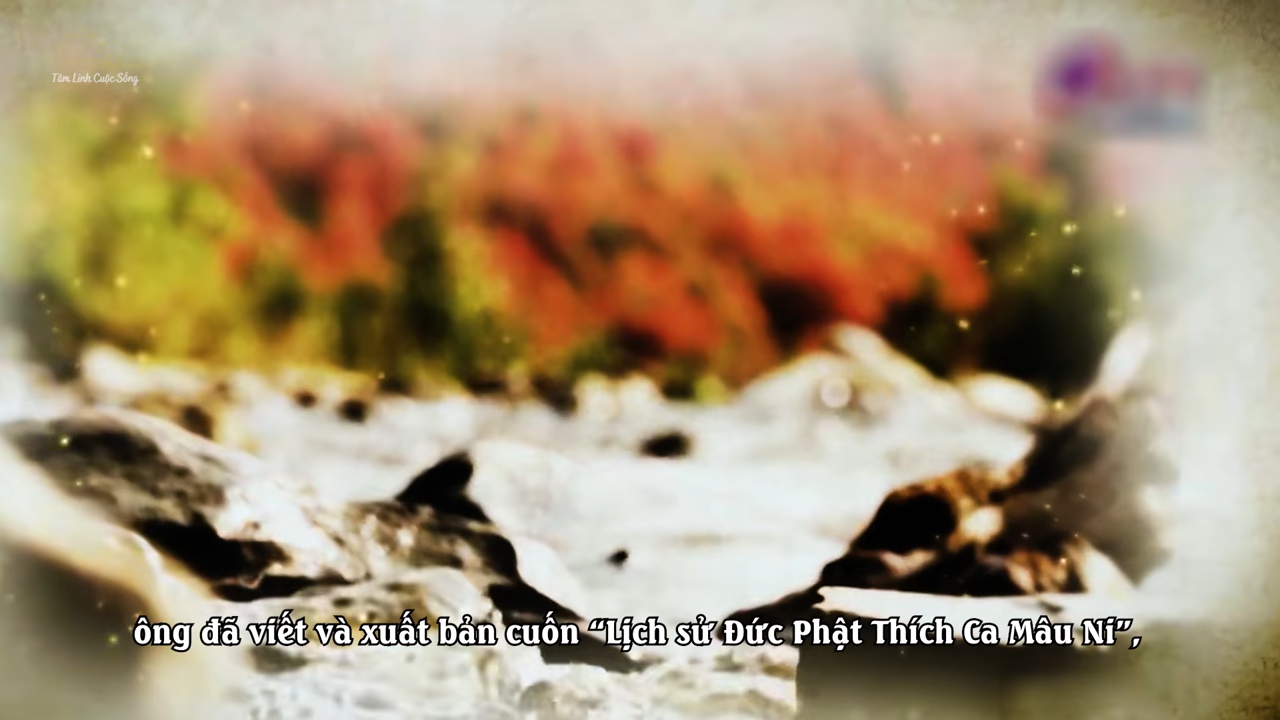 Tâm Linh Cuộc Sống
ông đã viết và xuất bản cuốn “Lịch sử Đức Phật Thích Ca Mâu Ni”,